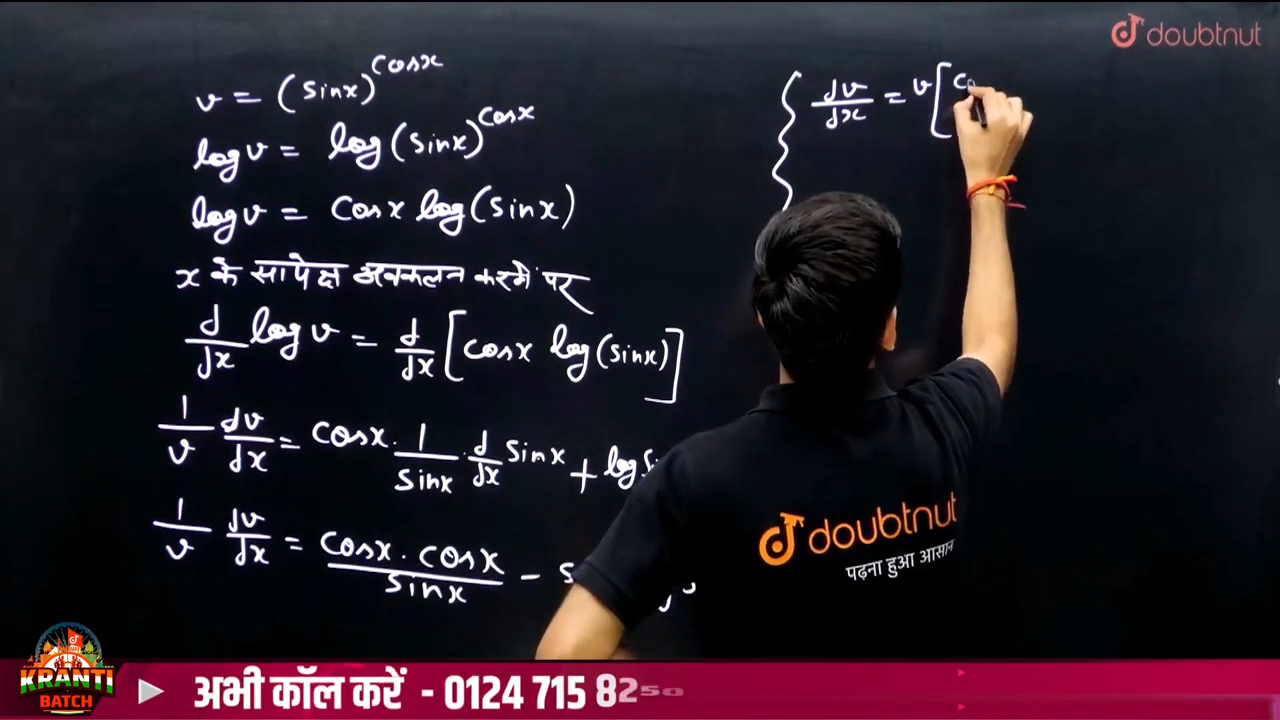 v = (sinx)^cosx
log v = log (sinx)^cosx
log v = cosx log (sinx)
x के सापेक्ष अवकलन करने पर
d/dx log v = d/dx [cosx log (sinx)]
1/v dv/dx = cosx . 1/sinx . d/dx sinx + log
1/v dv/dx = cosx . cosx / sinx -
dv/dx = v [
doubtnut
doubtnut
पढ़ना हुआ आसान
KRANTI
BATCH
अभी कॉल करें - 0124 715 8250